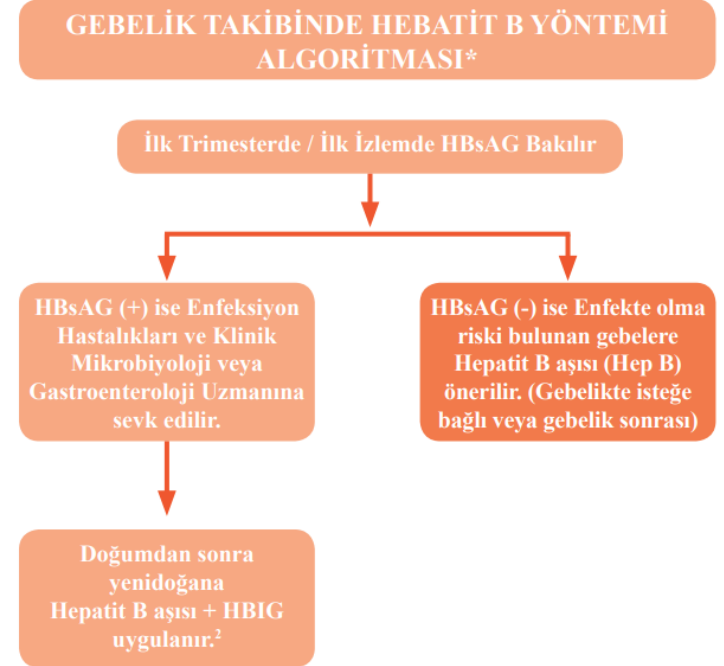 GEBELİK TAKİBİNDE HEBATİT B YÖNTEMİ
ALGORİTMASI*
İlk Trimesterde / İlk İzlemde HBsAG Bakılır
HBsAG (+) ise Enfeksiyon
Hastalıkları ve Klinik
Mikrobiyoloji veya
Gastroenteroloji Uzmanına
sevk edilir.
HBsAG (-) ise Enfekte olma
riski bulunan gebelere
Hepatit B aşısı (Hep B)
önerilir. (Gebelikte isteğe
bağlı veya gebelik sonrası)
Doğumdan sonra
yenidoğana
Hepatit B aşısı + HBIG
uygulanır.²